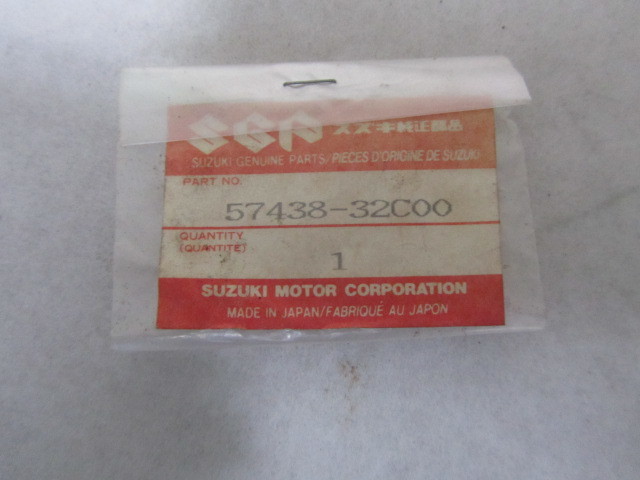 SGP スズキ純正部品
SUZUKI GENUINE PARTS/PIECES D'ORIGINE DE SUZUKI
PART NO.
57438-32C00
QUANTITY
(QUANTITE)
1
SUZUKI MOTOR CORPORATION
MADE IN JAPAN/FABRIQUÉ AU JAPON